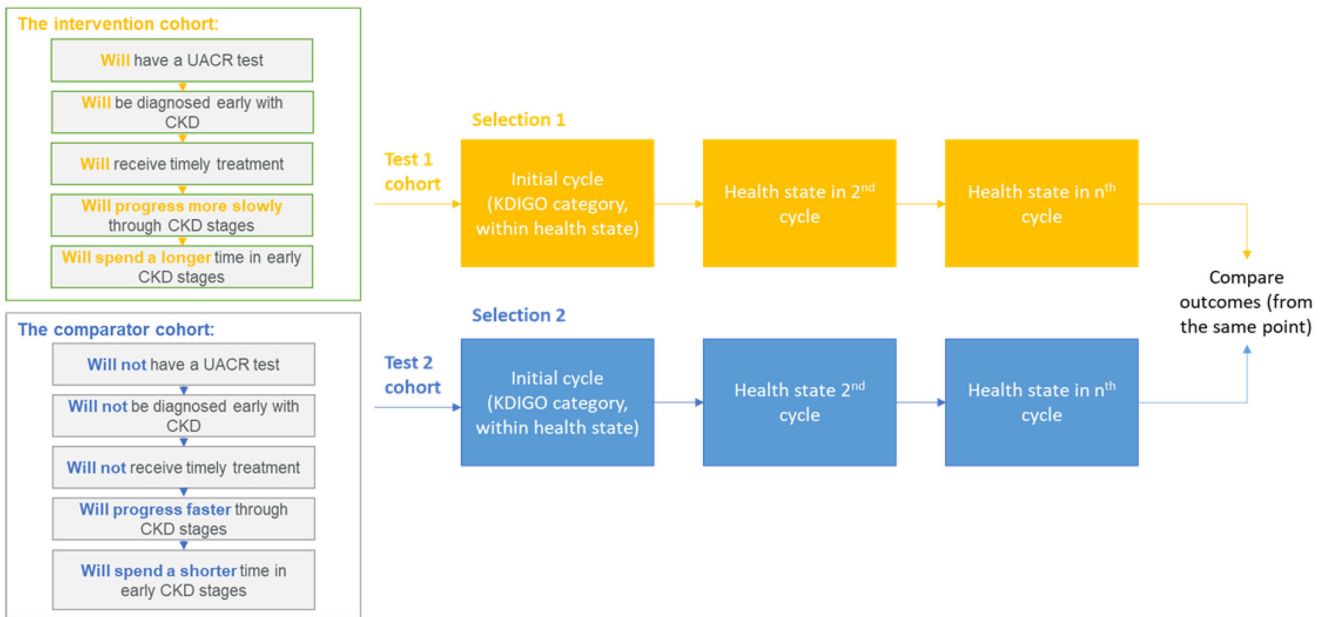 The intervention cohort:
Will have a UACR test
Will be diagnosed early with
CKD
Will receive timely treatment
Will progress more slowly
through CKD stages
Will spend a longer time in early
CKD stages
The comparator cohort:
Will not have a UACR test
Will not be diagnosed early with
CKD
Will not receive timely treatment
Will progress faster through
CKD stages
Will spend a shorter time in
early CKD stages
Test 1
cohort
Selection 1
Initial cycle
(KDIGO category,
within health state)
Health state in 2nd
cycle
Health state in nth
cycle
Test 2
cohort
Selection 2
Initial cycle
(KDIGO category,
within health state)
Health state 2nd
cycle
Health state in nth
cycle
Compare
outcomes (from
the same point)